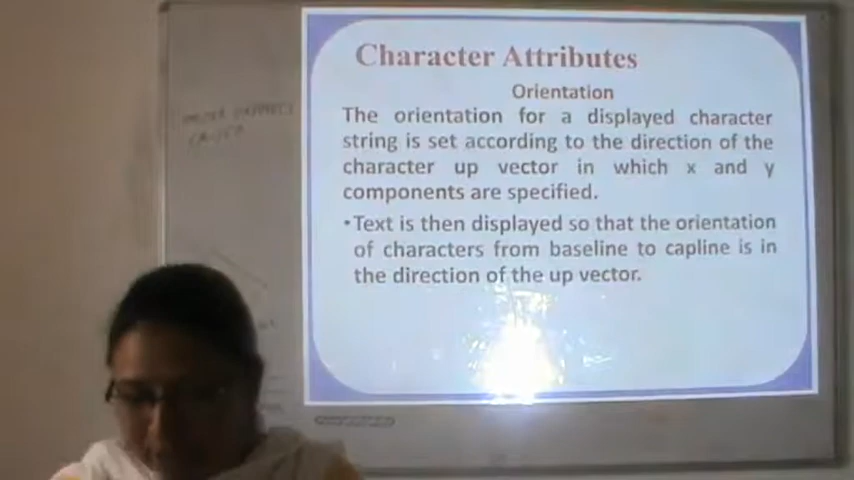 Character Attributes
Orientation
The orientation for a displayed character
string is set according to the direction of the
character up vector in which x and y
components are specified.
•Text is then displayed so that the orientation
of characters from baseline to capline is in
the direction of the up vector.